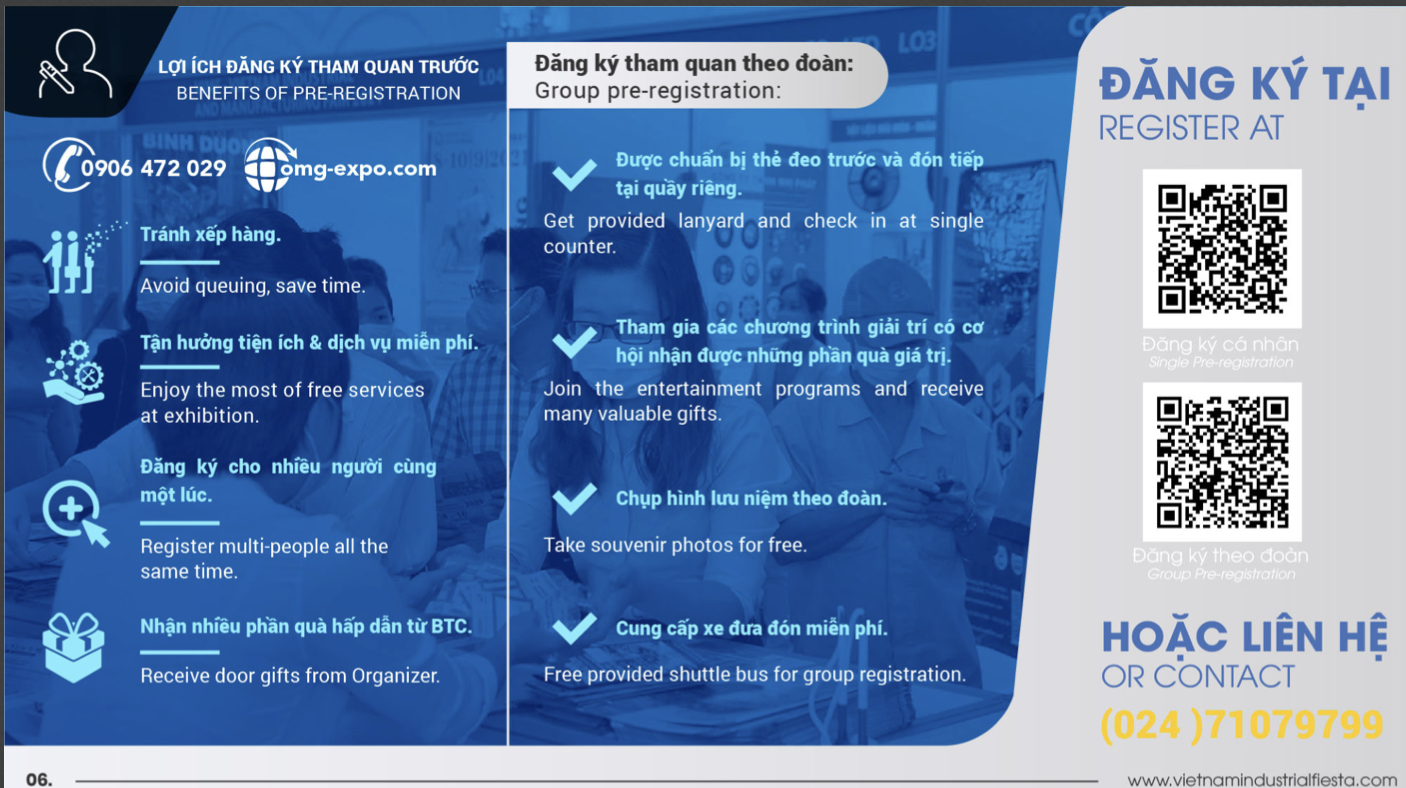 LỢI ÍCH ĐĂNG KÝ THAM QUAN TRƯỚC
BENEFITS OF PRE-REGISTRATION
0906 472 029
omg-expo.com
Tránh xếp hàng.
Avoid queuing, save time.
Tận hưởng tiện ích & dịch vụ miễn phí.
Enjoy the most of free services
at exhibition.
Đăng ký cho nhiều người cùng
một lúc.
Register multi-people all the
same time.
Nhận nhiều phần quà hấp dẫn từ BTC.
Receive door gifts from Organizer.
Đăng ký tham quan theo đoàn:
Group pre-registration:
Được chuẩn bị thẻ đeo trước và đón tiếp
tại quầy riêng.
Get provided lanyard and check in at single
counter.
Tham gia các chương trình giải trí có cơ
hội nhận được những phần quà giá trị.
Join the entertainment programs and receive
many valuable gifts.
Chụp hình lưu niệm theo đoàn.
Take souvenir photos for free.
Cung cấp xe đưa đón miễn phí.
Free provided shuttle bus for group registration.
L04
L03
BINH DUONG
ĐĂNG KÝ TẠI
REGISTER AT
Đăng ký cá nhân
Single Pre-registration
Đăng ký theo đoàn
Group Pre-registration
HOẶC LIÊN HỆ
OR CONTACT
(024 )71079799
06.
www.vietnamindustrialfiesta.com